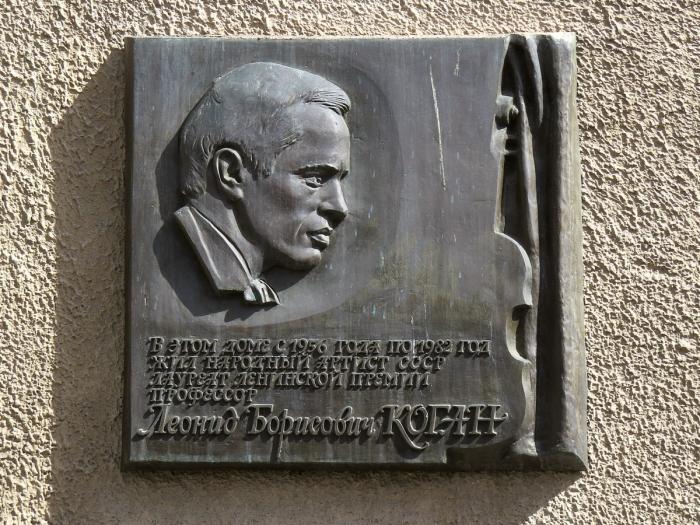 В ЭТОМ ДОМЕ С 1956 ГОДА ПО 1982 ГОД
ЖИЛ НАРОДНЫЙ АРТИСТ СССР
ЛАУРЕАТ ЛЕНИНСКОЙ ПРЕМИИ
ПРОФЕССОР
Леонид Борисович КОГАН